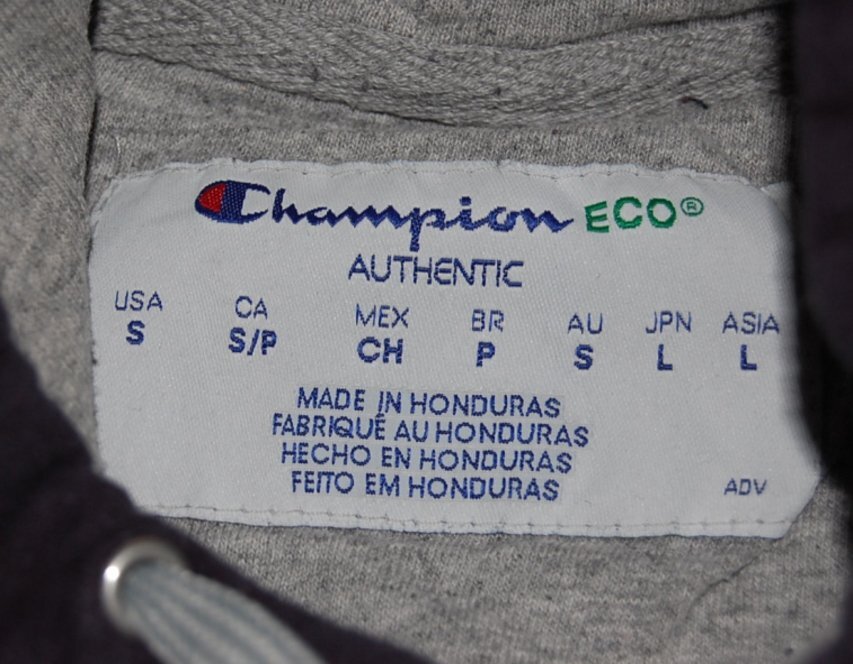 Champion ECO®
AUTHENTIC
USA CA MEX BR AU JPN ASIA
S S/P CH P S L L
MADE IN HONDURAS
FABRIQUÉ AU HONDURAS
HECHO EN HONDURAS
FEITO EM HONDURAS
ADV